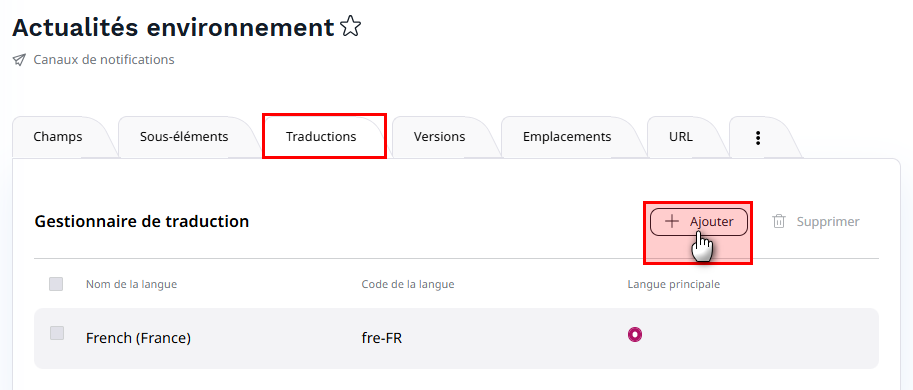 Actualités environnement
Canaux de notifications
Champs Sous-éléments Traductions Versions Emplacements URL
Gestionnaire de traduction Ajouter Supprimer
Nom de la langue Code de la langue Langue principale
French (France) fre-FR